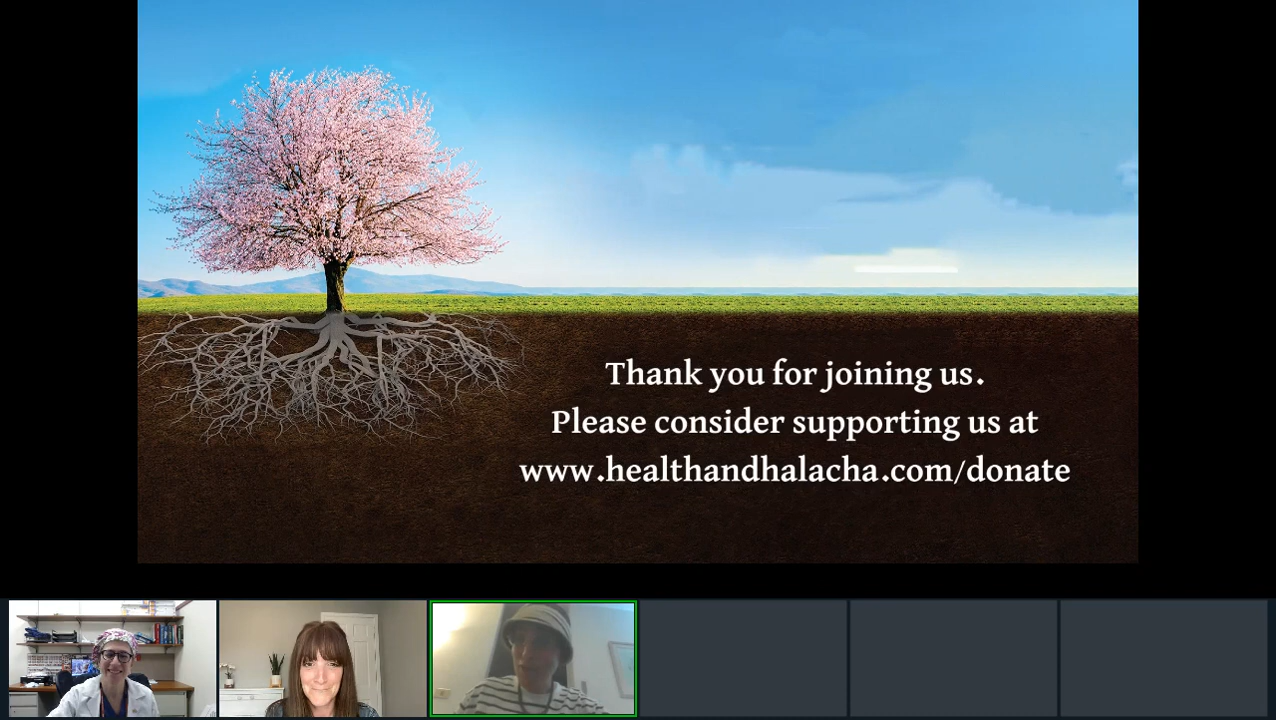 Thank you for joining us.
Please consider supporting us at
www.healthandhalacha.com/donate